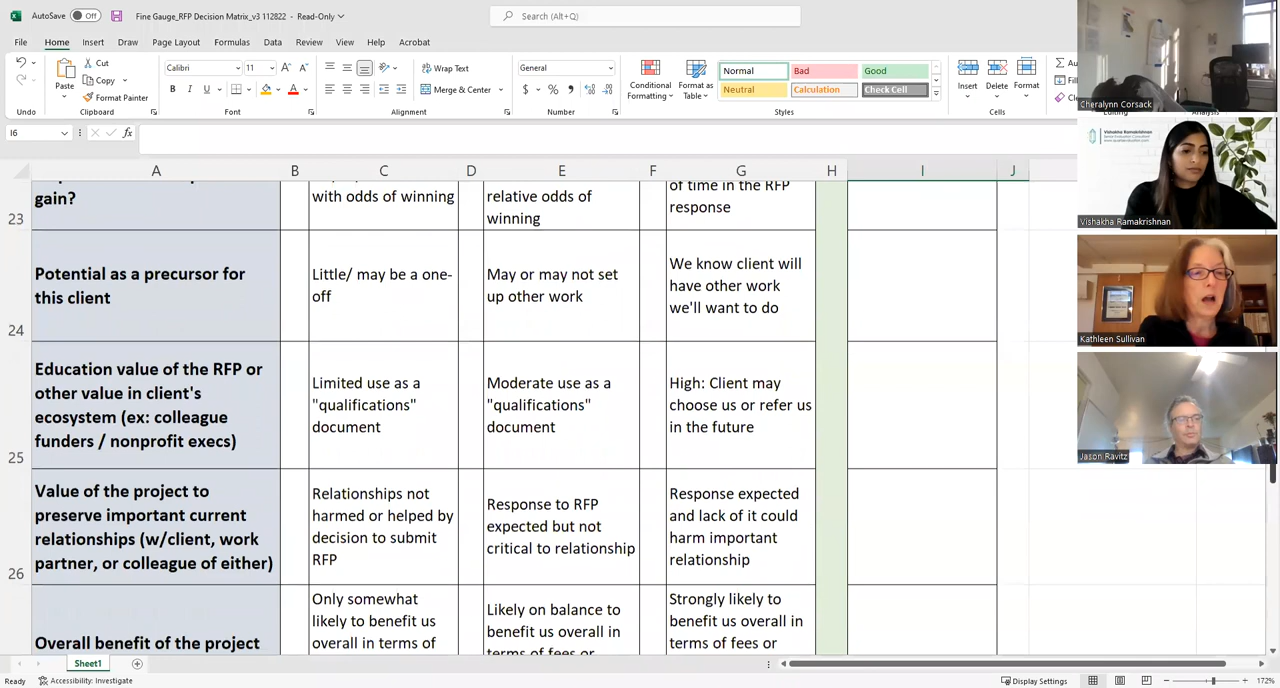 AutoSave Off Fine Gauge_RFP Decision Matrix_v3 112822 - Read-Only Search (Alt+Q)
File Home Insert Draw Page Layout Formulas Data Review View Help Acrobat
Undo
Paste
Cut
Copy
Format Painter
Clipboard
Calibri 11
B I U
Font
Wrap Text
Merge & Center
Alignment
General
$ % ,
Number
Conditional Formatting
Format as Table
Normal Bad Good
Neutral Calculation Check Cell
Styles
Insert Delete Format
Cells
I6 fx
A B C D E F G H I J
23
gain?
with odds of winning
relative odds of
winning
of time in the RFP
response
24
Potential as a precursor for
this client
Little/ may be a one-
off
May or may not set
up other work
We know client will
have other work
we'll want to do
25
Education value of the RFP or
other value in client's
ecosystem (ex: colleague
funders / nonprofit execs)
Limited use as a
"qualifications"
document
Moderate use as a
"qualifications"
document
High: Client may
choose us or refer us
in the future
26
Value of the project to
preserve important current
relationships (w/client, work
partner, or colleague of either)
Relationships not
harmed or helped by
decision to submit
RFP
Response to RFP
expected but not
critical to relationship
Response expected
and lack of it could
harm important
relationship
Overall benefit of the project
Only somewhat
likely to benefit us
overall in terms of
Likely on balance to
benefit us overall in
terms of fees or
Strongly likely to
benefit us overall in
terms of fees or
Sheet1
Ready Accessibility: Investigate Display Settings 172%
Cheralynn Corsack
Vishakha Ramakrishnan
Vishakha Ramakrishnan
Kathleen Sullivan
Jason Ravitz